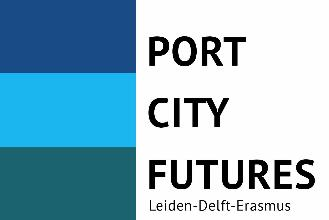 PORT
CITY
FUTURES
Leiden-Delft-Erasmus